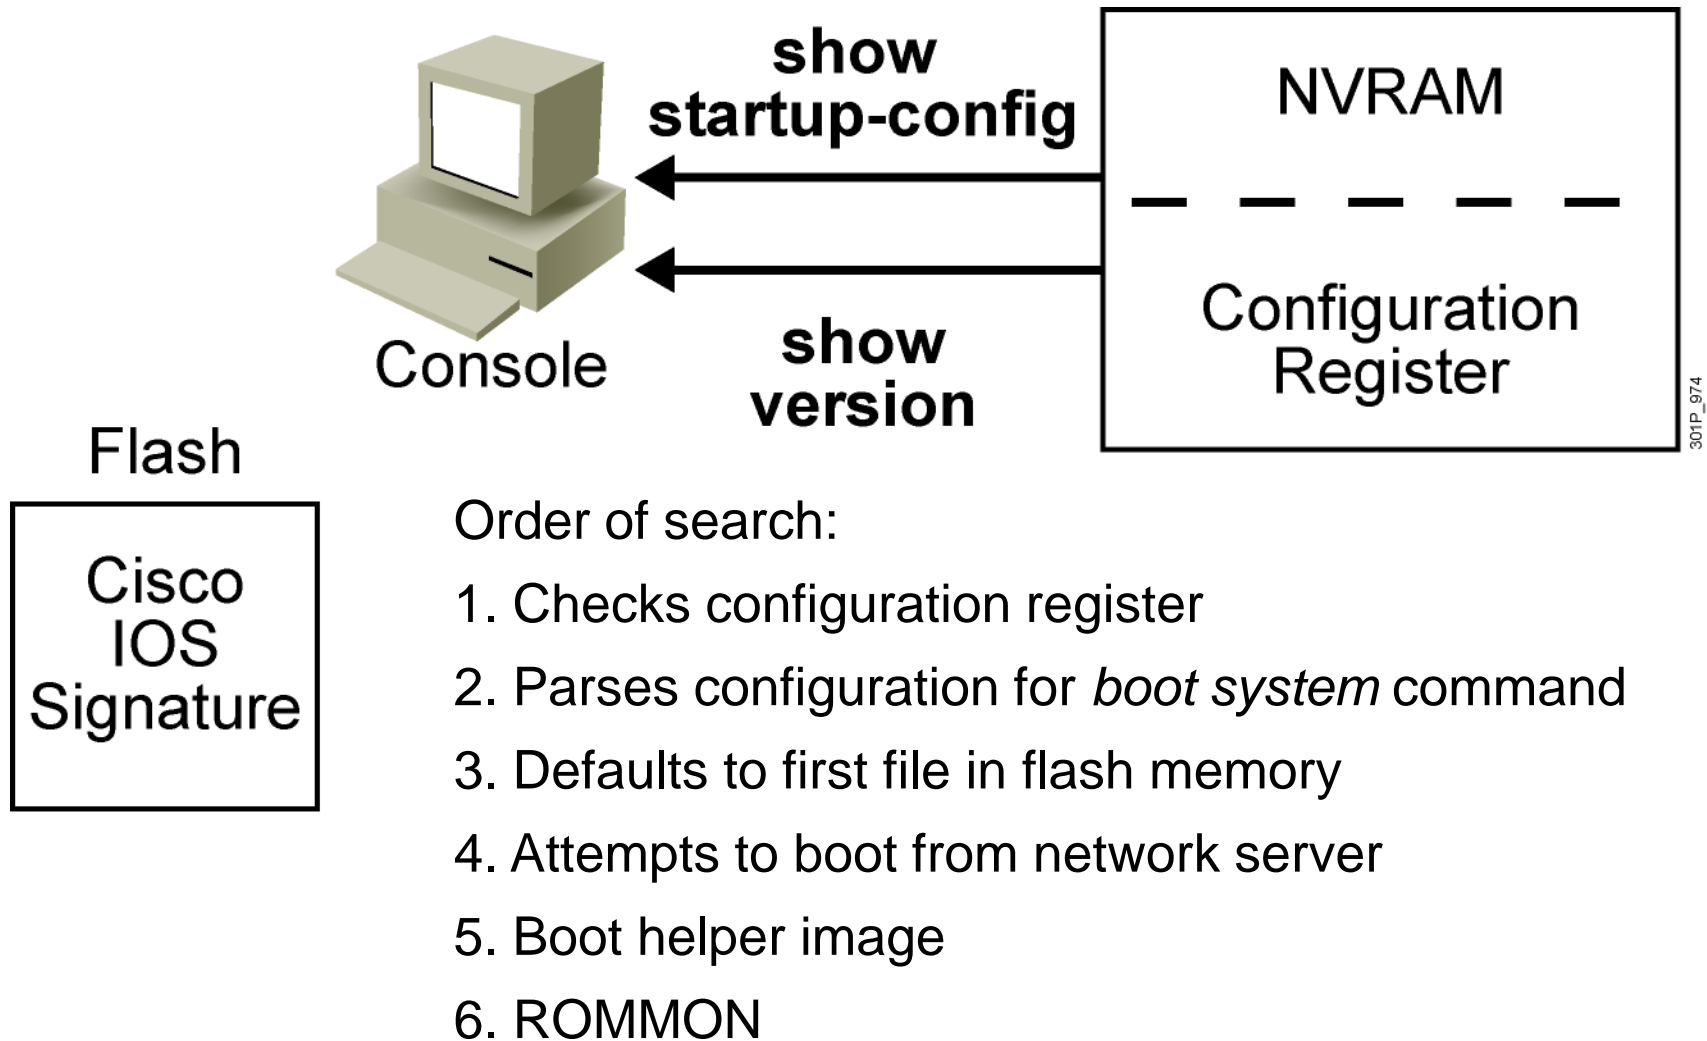 show
startup-config
NVRAM
Configuration
Register
Console
show
version
301P_974
Flash
Cisco
IOS
Signature
Order of search:
1. Checks configuration register
2. Parses configuration for boot system command
3. Defaults to first file in flash memory
4. Attempts to boot from network server
5. Boot helper image
6. ROMMON